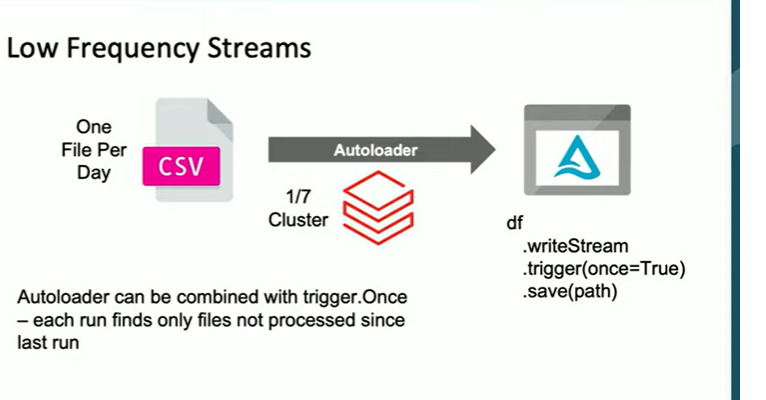 Low Frequency Streams
One
File Per
Day
CSV
Autoloader
1/7
Cluster
df
.writeStream
.trigger(once=True)
.save(path)
Autoloader can be combined with trigger.Once
– each run finds only files not processed since
last run